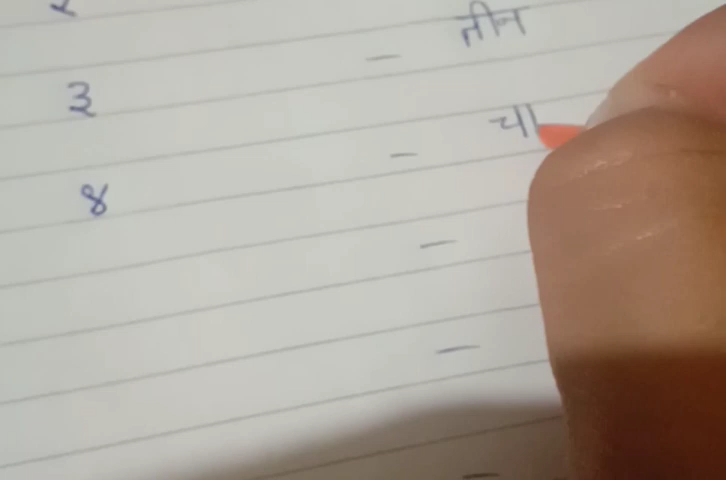 ३ - तीन
४ - चा